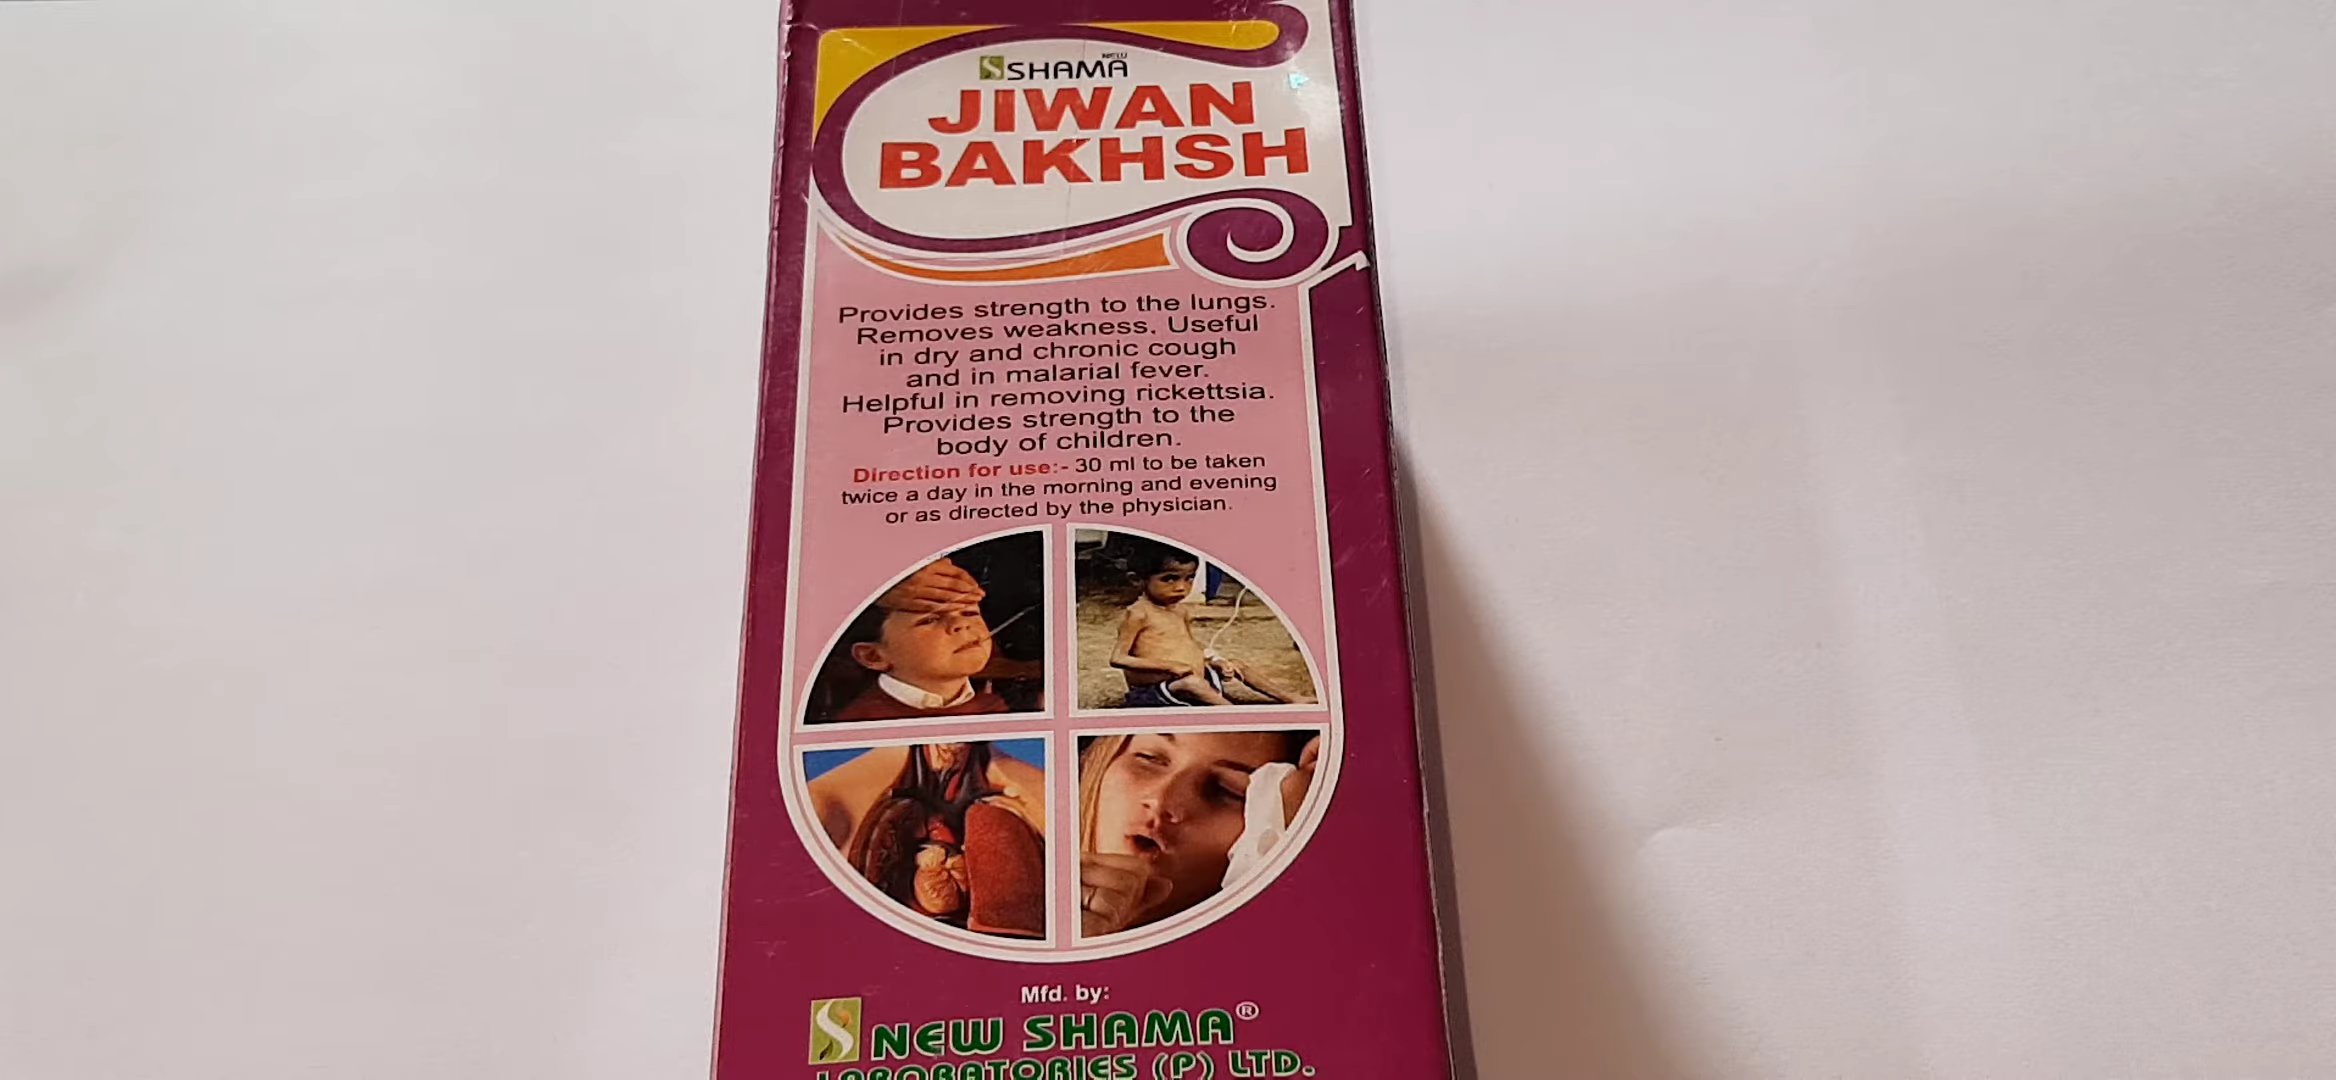 NEW
SHAMA
JIWAN
BAKHSH
Provides strength to the lungs.
Removes weakness. Useful
in dry and chronic cough
and in malarial fever.
Helpful in removing rickettsia.
Provides strength to the
body of children.
Direction for use:- 30 ml to be taken
twice a day in the morning and evening
or as directed by the physician.
Mfd. by:
NEW SHAMA®
LABORATORIES (P) LTD.